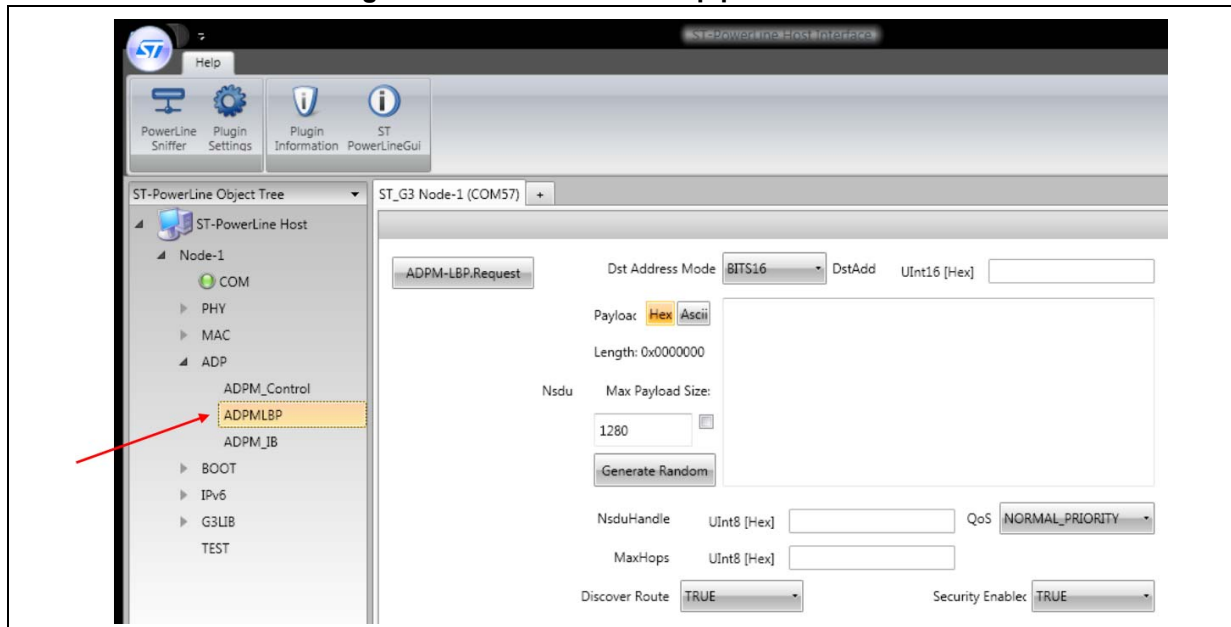 ST-PowerLine Host Interface
ST
Help
PowerLine Sniffer
Plugin Settings
Plugin Information
ST PowerLineGui
ST-PowerLine Object Tree
ST_G3 Node-1 (COM57) +
ST-PowerLine Host
Node-1
COM
PHY
MAC
ADP
ADPM_Control
ADPMLBP
ADPM_IB
BOOT
IPv6
G3LIB
TEST
ADPM-LBP.Request
Dst Address Mode BITS16 DstAdd UInt16 [Hex]
Payloac Hex Ascii
Length: 0x0000000
Nsdu Max Payload Size:
1280
Generate Random
NsduHandle UInt8 [Hex] QoS NORMAL_PRIORITY
MaxHops UInt8 [Hex]
Discover Route TRUE Security Enablec TRUE